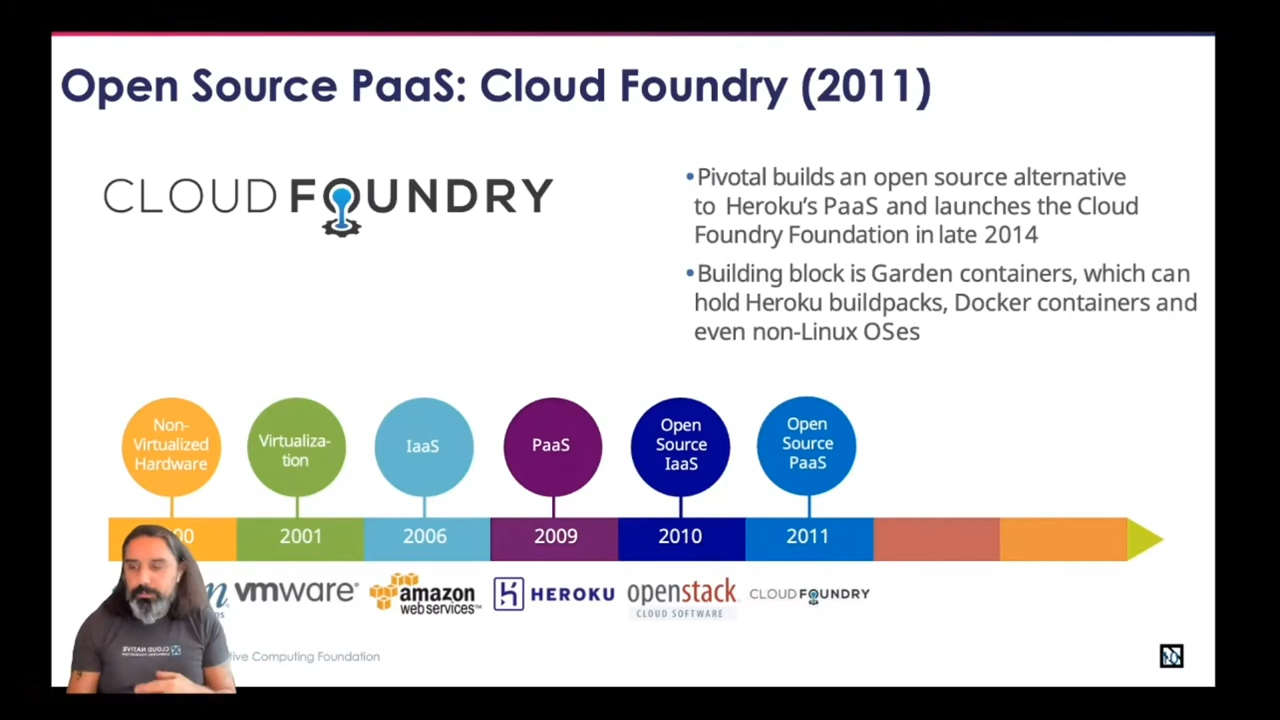 Open Source PaaS: Cloud Foundry (2011)
CLOUD FOUNDRY
•Pivotal builds an open source alternative
to Heroku's PaaS and launches the Cloud
Foundry Foundation in late 2014
•Building block is Garden containers, which can
hold Heroku buildpacks, Docker containers and
even non-Linux OSes
Non-
Virtualized
Hardware
Virtualiza-
tion
IaaS
PaaS
Open
Source
IaaS
Open
Source
PaaS
2001
2006
2009
2010
2011
vmware®
amazon
webservices™
HEROKU
openstack
CLOUD SOFTWARE
CLOUD FOUNDRY
CLOUD NATIVE
Computing Foundation